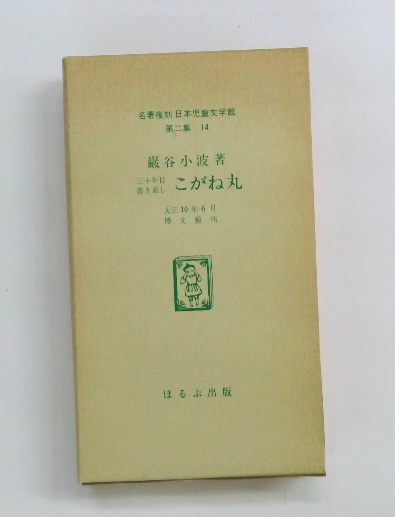 名著複刻 日本児童文学館
第二集 14
巌谷小波著
三十年目
書き直し こがね丸
大正10年6月
博文館刊
ほるぷ出版